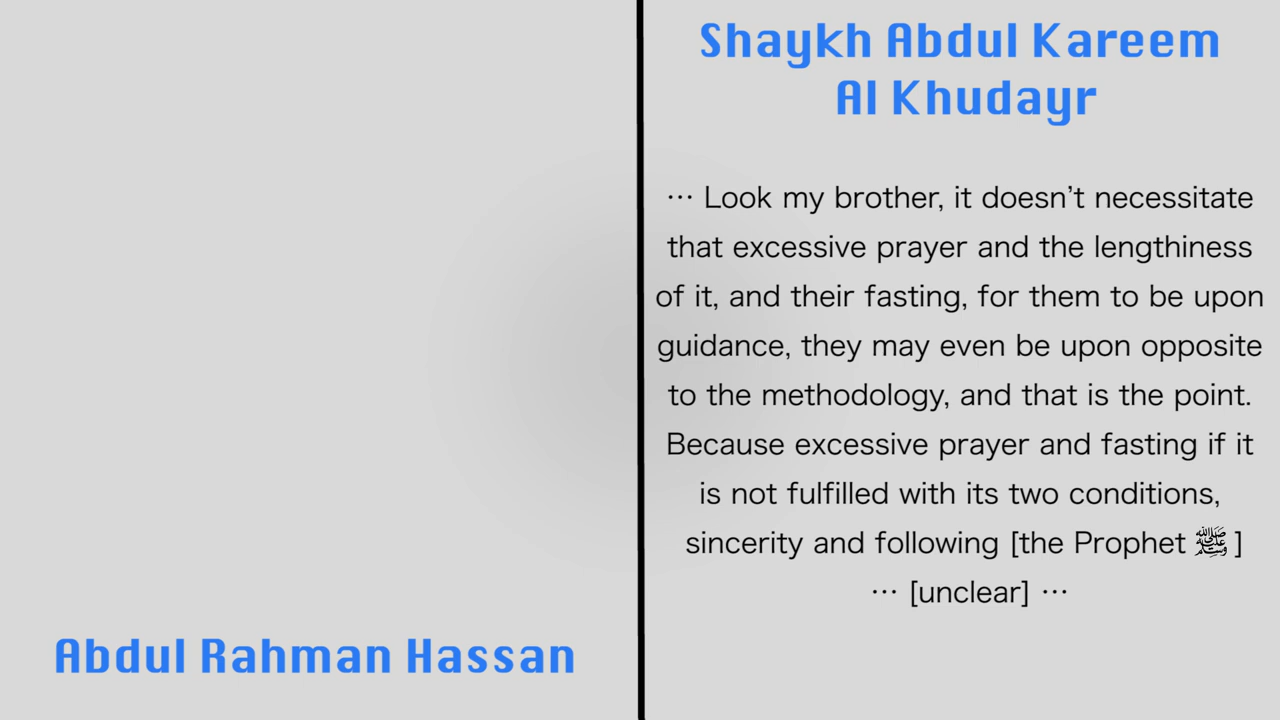 Shaykh Abdul Kareem
Al Khudayr
… Look my brother, it doesn’t necessitate
that excessive prayer and the lengthiness
of it, and their fasting, for them to be upon
guidance, they may even be upon opposite
to the methodology, and that is the point.
Because excessive prayer and fasting if it
is not fulfilled with its two conditions,
sincerity and following [the Prophet ﷺ ]
… [unclear] …
Abdul Rahman Hassan